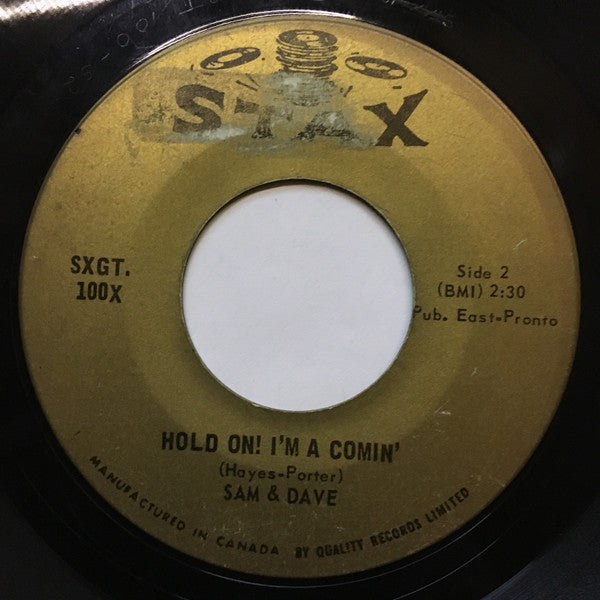 STAX
SXGT.
100X
Side 2
(BMI) 2:30
Pub. East-Pronto
HOLD ON! I'M A COMIN'
(Hayes-Porter)
SAM & DAVE
MANUFACTURED IN CANADA BY QUALITY RECORDS LIMITED